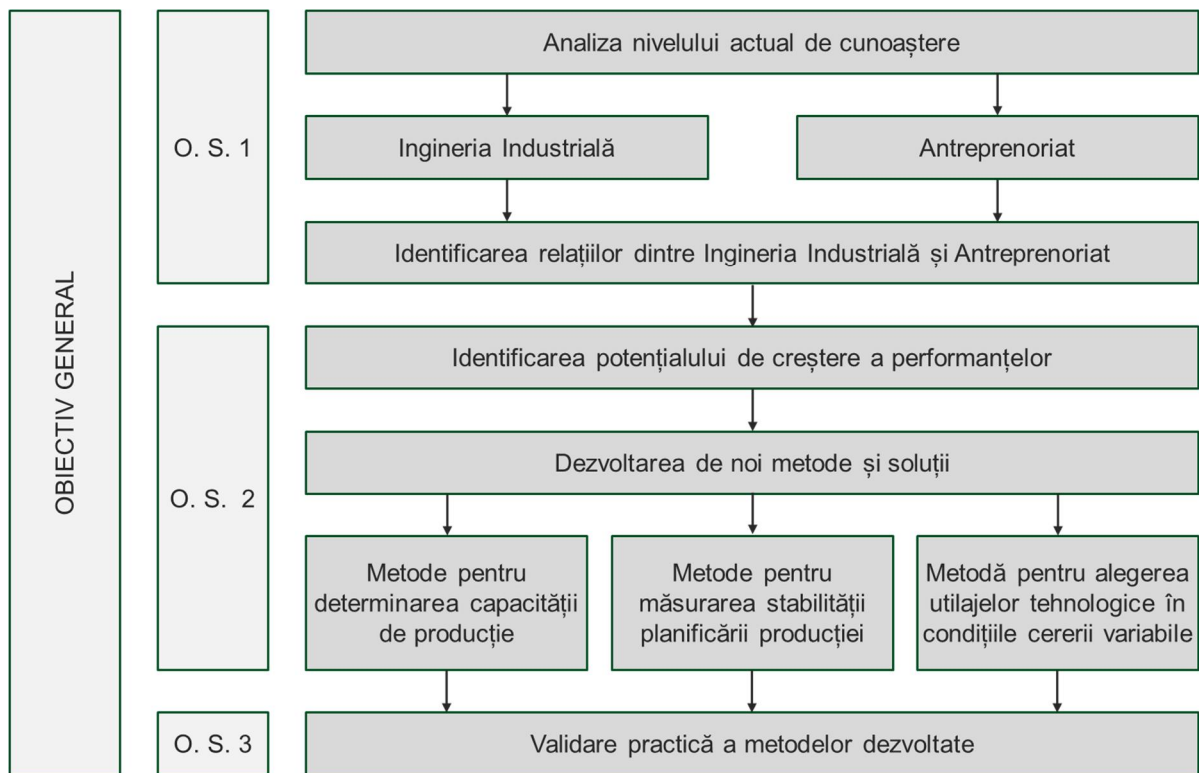 OBIECTIV GENERAL
O. S. 1
Analiza nivelului actual de cunoaștere
Ingineria Industrială
Antreprenoriat
Identificarea relațiilor dintre Ingineria Industrială și Antreprenoriat
O. S. 2
Identificarea potențialului de creștere a performanțelor
Dezvoltarea de noi metode și soluții
Metode pentru
determinarea capacității
de producție
Metode pentru
măsurarea stabilității
planificării producției
Metodă pentru alegerea
utilajelor tehnologice în
condițiile cererii variabile
O. S. 3
Validare practică a metodelor dezvoltate